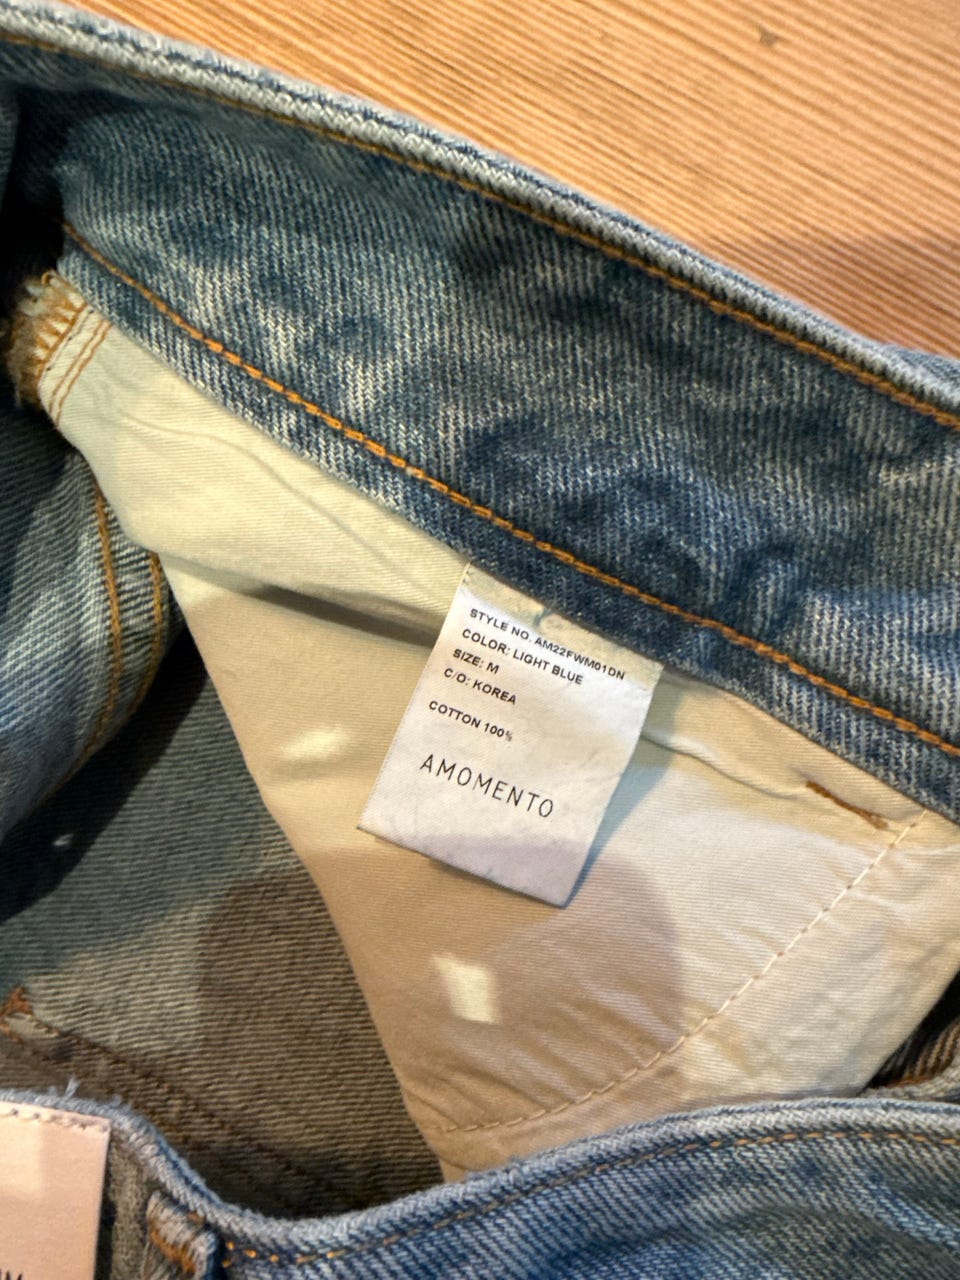 STYLE NO. AM22FWM01DN
COLOR: LIGHT BLUE
SIZE: M
C/O: KOREA
COTTON 100%
AMOMENTO